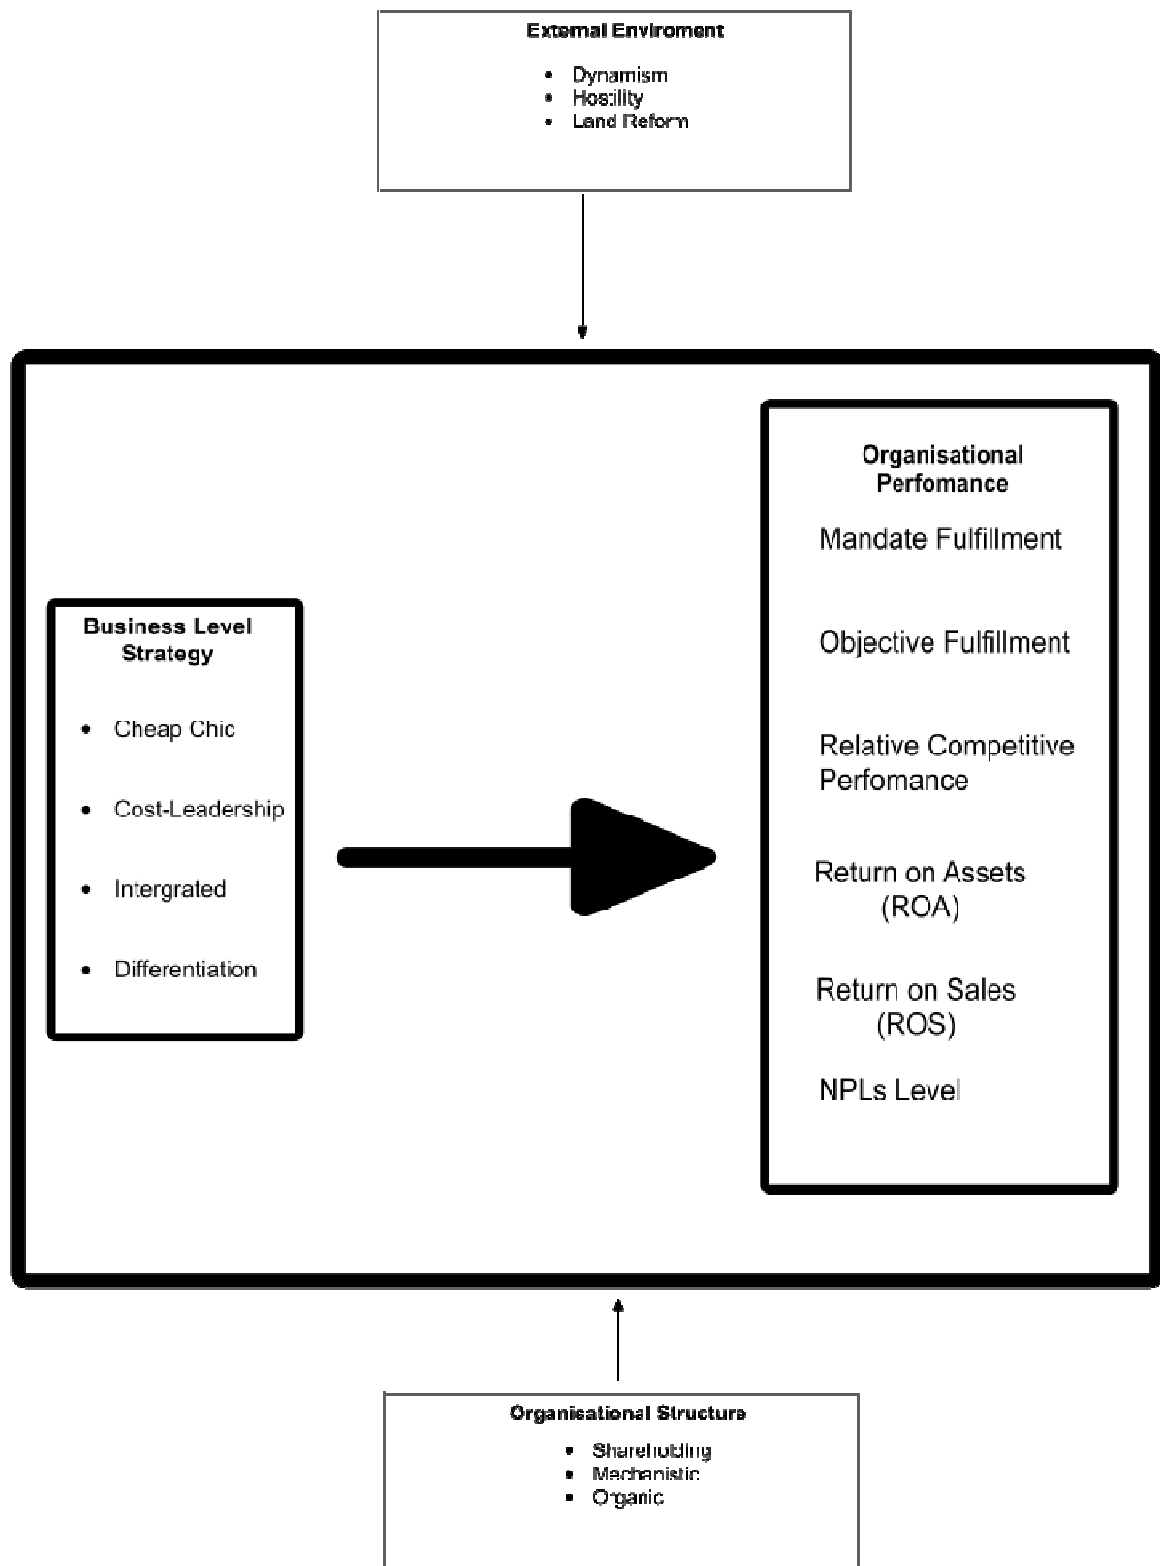 External Enviroment
• Dynamism
• Hostility
• Land Reform
Business Level
Strategy
• Cheap Chic
• Cost-Leadership
• Intergrated
• Differentiation
Organisational
Perfomance
Mandate Fulfillment
Objective Fulfillment
Relative Competitive
Perfomance
Return on Assets
(ROA)
Return on Sales
(ROS)
NPLs Level
Organisational Structure
• Shareholding
• Mechanistic
• Organic